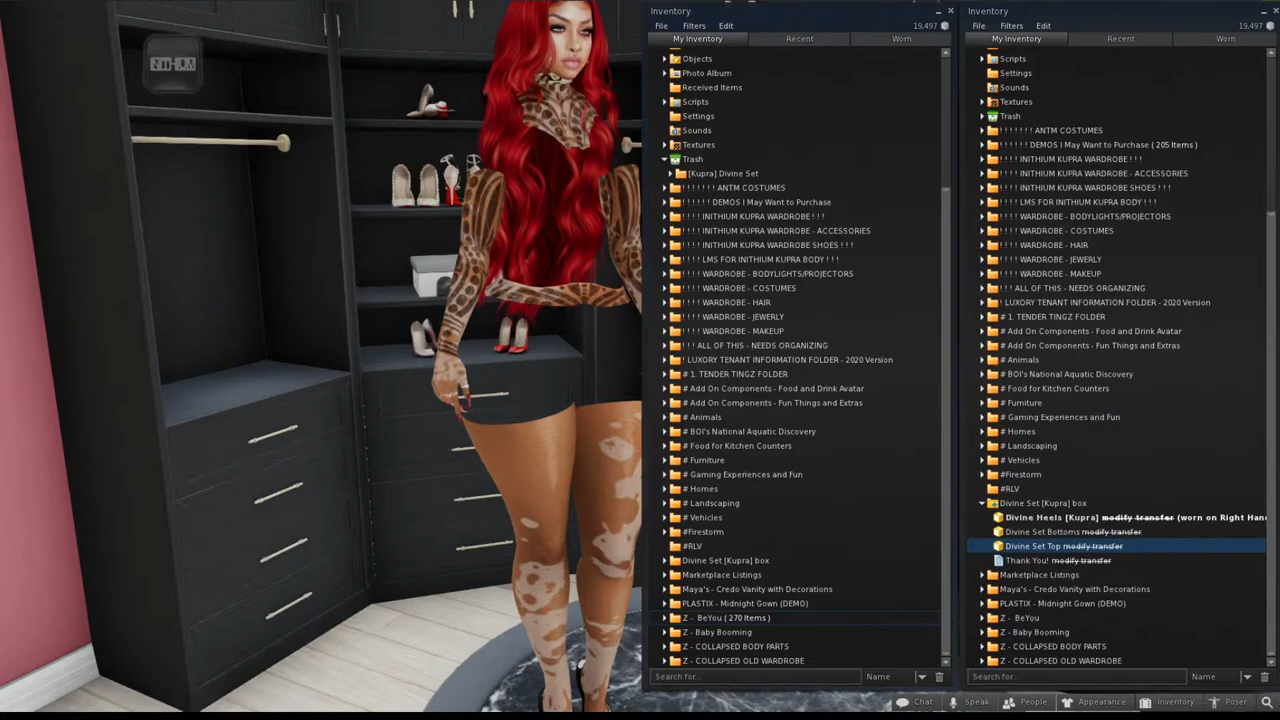 INITHIUM
Inventory
File Filters Edit 19,497
My Inventory Recent Worn
Objects
Photo Album
Received Items
Scripts
Settings
Sounds
Textures
Trash
[Kupra] Divine Set
! ! ! ! ! ! ! ANTM COSTUMES
! ! ! ! ! ! DEMOS I May Want to Purchase
! ! ! ! INITHIUM KUPRA WARDROBE ! ! !
! ! ! ! INITHIUM KUPRA WARDROBE - ACCESSORIES
! ! ! ! INITHIUM KUPRA WARDROBE SHOES ! ! !
! ! ! ! LMS FOR INITHIUM KUPRA BODY ! ! !
! ! ! ! WARDROBE - BODYLIGHTS/PROJECTORS
! ! ! ! WARDROBE - COSTUMES
! ! ! ! WARDROBE - HAIR
! ! ! ! WARDROBE - JEWERLY
! ! ! ! WARDROBE - MAKEUP
! ! ! ALL OF THIS - NEEDS ORGANIZING
! LUXORY TENANT INFORMATION FOLDER - 2020 Version
# 1. TENDER TINGZ FOLDER
# Add On Components - Food and Drink Avatar
# Add On Components - Fun Things and Extras
# Animals
# BOI's National Aquatic Discovery
# Food for Kitchen Counters
# Furniture
# Gaming Experiences and Fun
# Homes
# Landscaping
# Vehicles
#Firestorm
#RLV
Divine Set [Kupra] box
Marketplace Listings
Maya's - Credo Vanity with Decorations
PLASTIX - Midnight Gown (DEMO)
Z - BeYou ( 270 Items )
Z - Baby Booming
Z - COLLAPSED BODY PARTS
Z - COLLAPSED OLD WARDROBE
Search for... Name
Inventory
File Filters Edit 19,497
My Inventory Recent Worn
Scripts
Settings
Sounds
Textures
Trash
! ! ! ! ! ! ! ANTM COSTUMES
! ! ! ! ! ! DEMOS I May Want to Purchase ( 205 Items )
! ! ! ! INITHIUM KUPRA WARDROBE ! ! !
! ! ! ! INITHIUM KUPRA WARDROBE - ACCESSORIES
! ! ! ! INITHIUM KUPRA WARDROBE SHOES ! ! !
! ! ! ! LMS FOR INITHIUM KUPRA BODY ! ! !
! ! ! ! WARDROBE - BODYLIGHTS/PROJECTORS
! ! ! ! WARDROBE - COSTUMES
! ! ! ! WARDROBE - HAIR
! ! ! ! WARDROBE - JEWERLY
! ! ! ! WARDROBE - MAKEUP
! ! ! ALL OF THIS - NEEDS ORGANIZING
! LUXORY TENANT INFORMATION FOLDER - 2020 Version
# 1. TENDER TINGZ FOLDER
# Add On Components - Food and Drink Avatar
# Add On Components - Fun Things and Extras
# Animals
# BOI's National Aquatic Discovery
# Food for Kitchen Counters
# Furniture
# Gaming Experiences and Fun
# Homes
# Landscaping
# Vehicles
#Firestorm
#RLV
Divine Set [Kupra] box
Divine Heels [Kupra] modify transfer (worn on Right Han
Divine Set Bottoms modify transfer
Divine Set Top modify transfer
Thank You! modify transfer
Marketplace Listings
Maya's - Credo Vanity with Decorations
PLASTIX - Midnight Gown (DEMO)
Z - BeYou
Z - Baby Booming
Z - COLLAPSED BODY PARTS
Z - COLLAPSED OLD WARDROBE
Search for... Name
Chat Speak People Appearance Inventory Poser